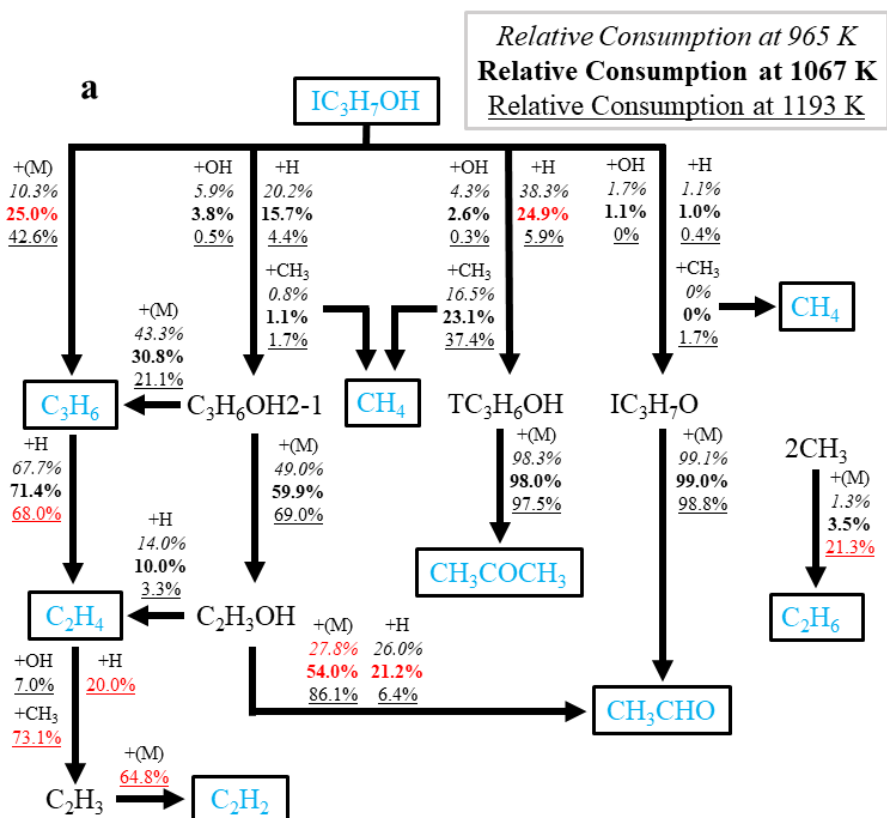 a
Relative Consumption at 965 K
Relative Consumption at 1067 K
Relative Consumption at 1193 K
IC₃H₇OH
+(M)
10.3%
25.0%
42.6%
+OH
5.9%
3.8%
0.5%
+H
20.2%
15.7%
4.4%
+CH₃
0.8%
1.1%
1.7%
+OH
4.3%
2.6%
0.3%
+H
38.3%
24.9%
5.9%
+CH₃
16.5%
23.1%
37.4%
+OH
1.7%
1.1%
0%
+H
1.1%
1.0%
0.4%
+CH₃
0%
0%
1.7%
CH₄
+(M)
43.3%
30.8%
21.1%
C₃H₆
C₃H₆OH2-1
CH₄
TC₃H₆OH
IC₃H₇O
+H
67.7%
71.4%
68.0%
+(M)
49.0%
59.9%
69.0%
+(M)
98.3%
98.0%
97.5%
+(M)
99.1%
99.0%
98.8%
2CH₃
+(M)
1.3%
3.5%
21.3%
+H
14.0%
10.0%
3.3%
CH₃COCH₃
C₂H₄
C₂H₃OH
C₂H₆
+(M)
27.8%
54.0%
86.1%
+H
26.0%
21.2%
6.4%
CH₃CHO
+OH
7.0%
+H
20.0%
+CH₃
73.1%
+(M)
64.8%
C₂H₃
C₂H₂